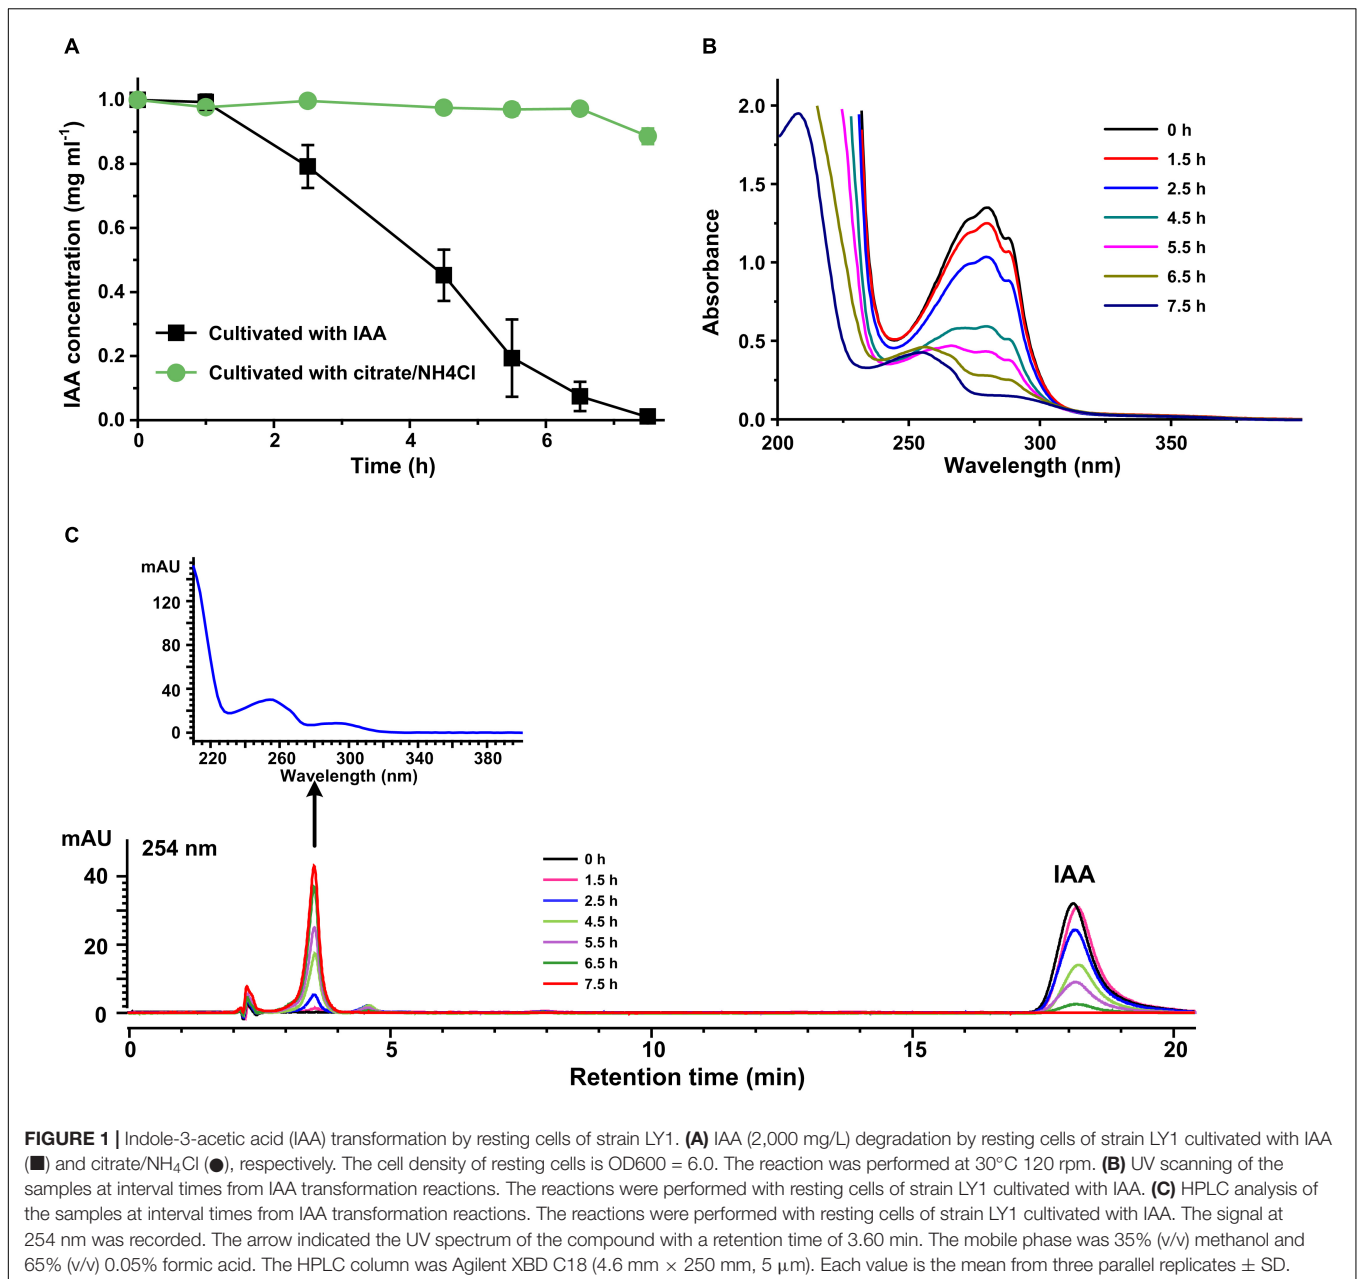 A
IAA concentration (mg ml-1)
1.0
0.8
0.6
0.4
0.2
0.0
Cultivated with IAA
Cultivated with citrate/NH4Cl
0 2 4 6
Time (h)
B
Absorbance
2.0
1.5
1.0
0.5
0.0
0 h
1.5 h
2.5 h
4.5 h
5.5 h
6.5 h
7.5 h
200 250 300 350
Wavelength (nm)
C
mAU
120
80
40
0
220 260 300 340 380
Wavelength (nm)
mAU
254 nm
40
20
0
0 h
1.5 h
2.5 h
4.5 h
5.5 h
6.5 h
7.5 h
IAA
0 5 10 15 20
Retention time (min)
FIGURE 1 | Indole-3-acetic acid (IAA) transformation by resting cells of strain LY1. (A) IAA (2,000 mg/L) degradation by resting cells of strain LY1 cultivated with IAA
(■) and citrate/NH4Cl (●), respectively. The cell density of resting cells is OD600 = 6.0. The reaction was performed at 30°C 120 rpm. (B) UV scanning of the
samples at interval times from IAA transformation reactions. The reactions were performed with resting cells of strain LY1 cultivated with IAA. (C) HPLC analysis of
the samples at interval times from IAA transformation reactions. The reactions were performed with resting cells of strain LY1 cultivated with IAA. The signal at
254 nm was recorded. The arrow indicated the UV spectrum of the compound with a retention time of 3.60 min. The mobile phase was 35% (v/v) methanol and
65% (v/v) 0.05% formic acid. The HPLC column was Agilent XBD C18 (4.6 mm × 250 mm, 5 μm). Each value is the mean from three parallel replicates ± SD.